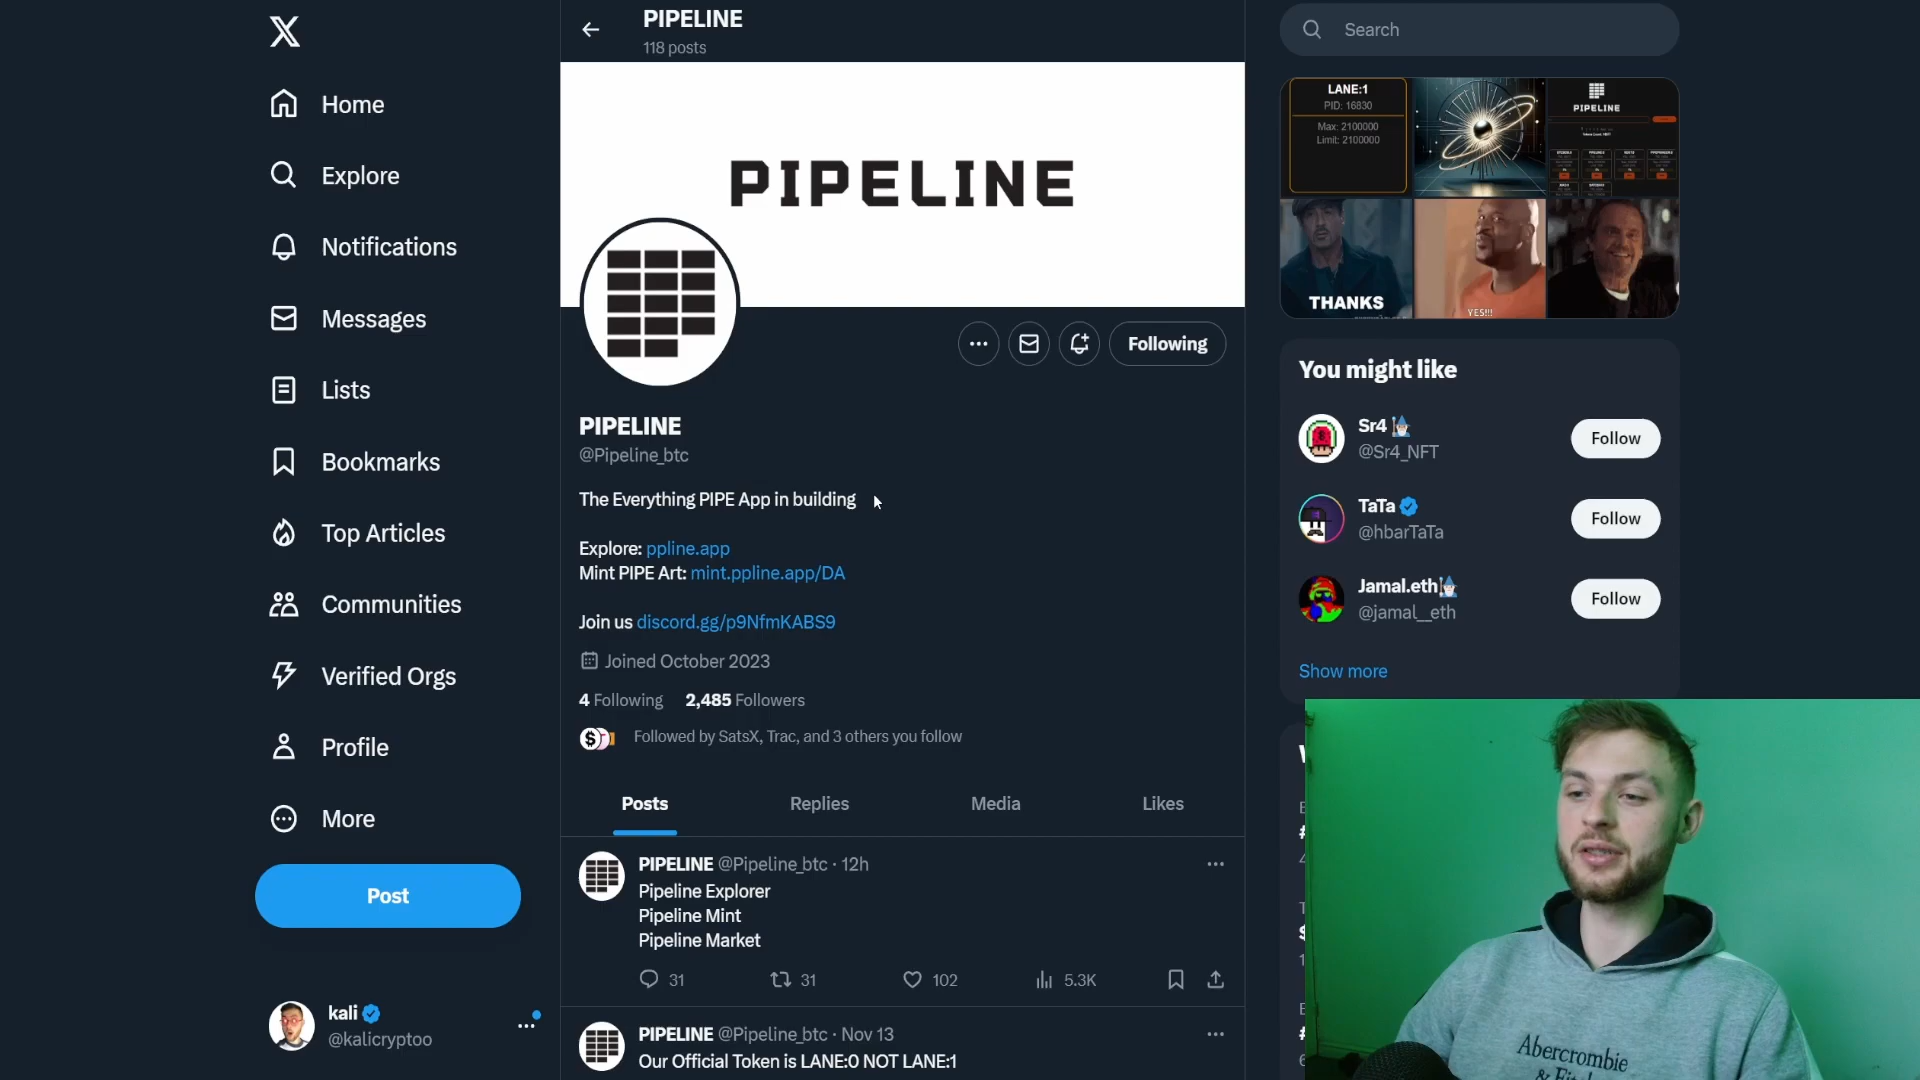 Home
Explore
Notifications
Messages
Lists
Bookmarks
Top Articles
Communities
Verified Orgs
Profile
More
Post
kali
@kalicryptoo
PIPELINE
118 posts
PIPELINE
Following
PIPELINE
@Pipeline_btc
The Everything PIPE App in building
Explore: ppline.app
Mint PIPE Art: mint.ppline.app/DA
Join us discord.gg/p9NfmKABS9
Joined October 2023
4 Following 2,485 Followers
Followed by SatsX, Trac, and 3 others you follow
Posts Replies Media Likes
PIPELINE @Pipeline_btc · 12h
Pipeline Explorer
Pipeline Mint
Pipeline Market
31 31 102 5.3K
PIPELINE @Pipeline_btc · Nov 13
Our Official Token is LANE:0 NOT LANE:1
Search
LANE:1
PID: 16830
Max: 2100000
Limit: 2100000
PIPELINE
THANKS
YES!!!
You might like
Sr4
@Sr4_NFT
Follow
TaTa
@hbarTaTa
Follow
Jamal.eth
@jamal__eth
Follow
Show more
Abercrombie